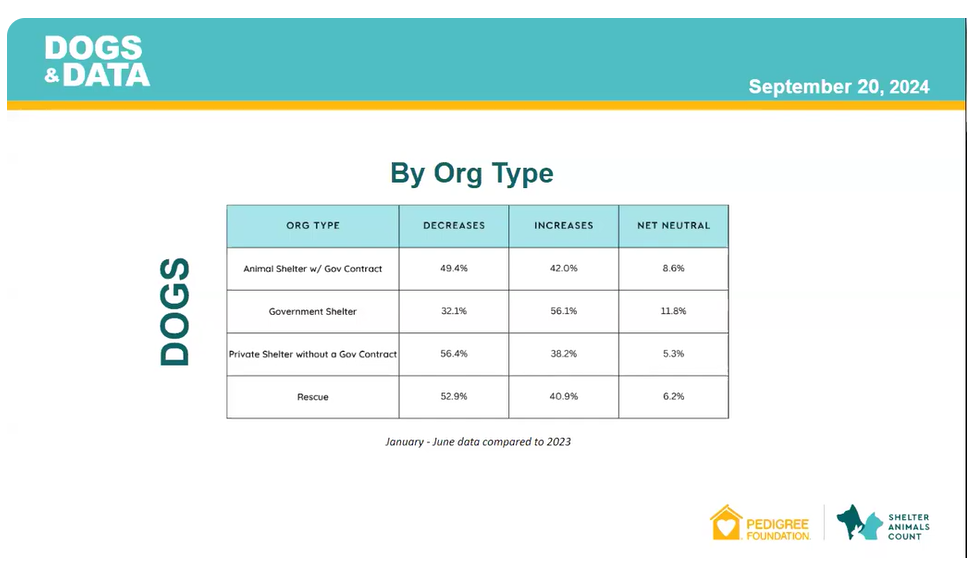 DOGS
& DATA
September 20, 2024
By Org Type
DOGS
ORG TYPE DECREASES INCREASES NET NEUTRAL
Animal Shelter w/ Gov Contract 49.4% 42.0% 8.6%
Government Shelter 32.1% 56.1% 11.8%
Private Shelter without a Gov Contract 56.4% 38.2% 5.3%
Rescue 52.9% 40.9% 6.2%
January - June data compared to 2023
PEDIGREE
FOUNDATION
SHELTER
ANIMALS
COUNT